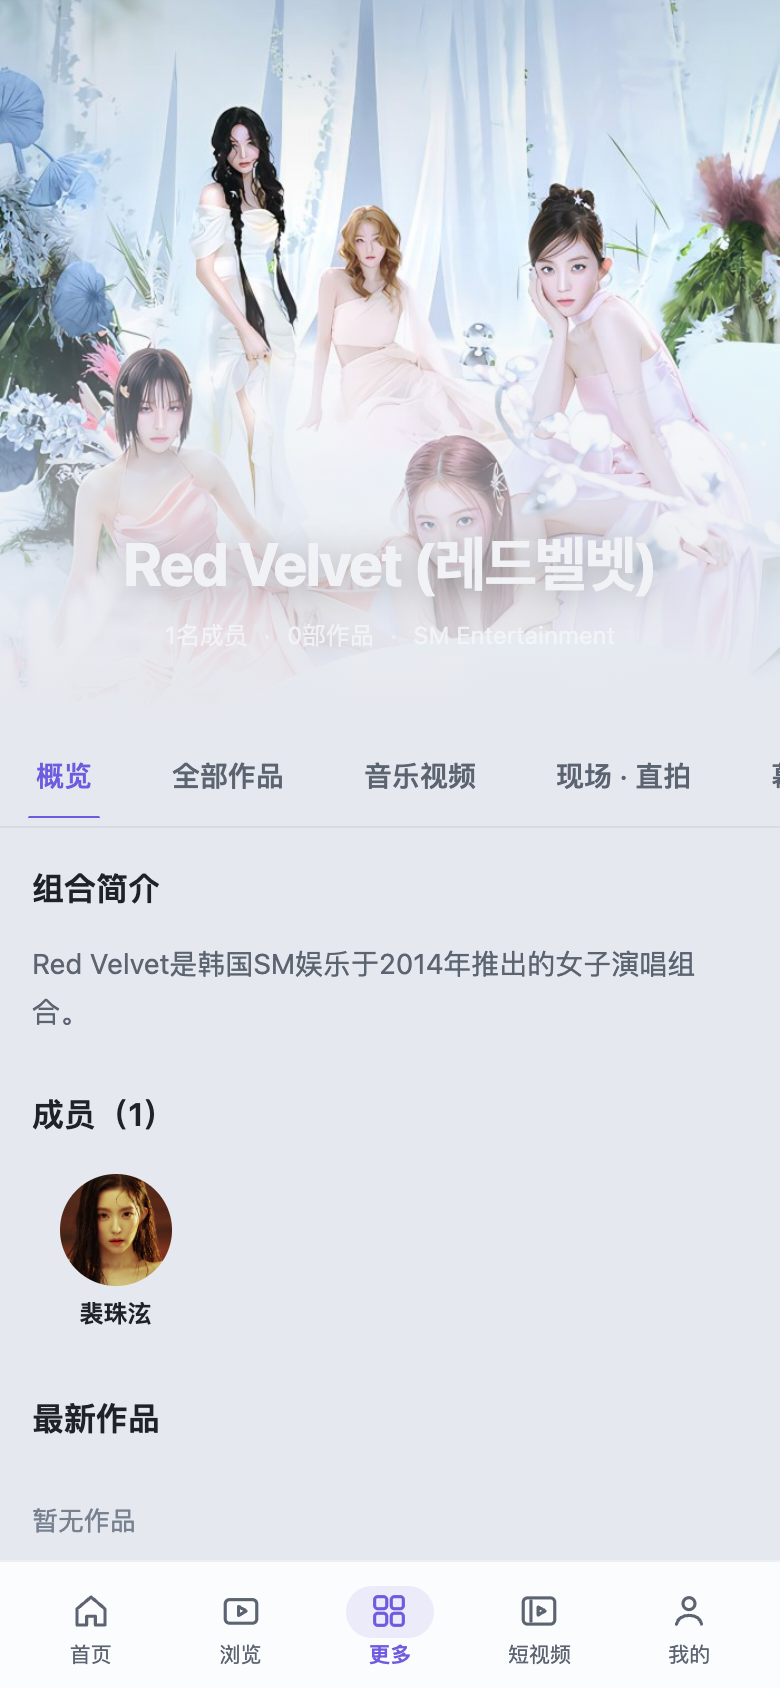 Red Velvet (레드벨벳)
1名成员 · 0部作品 · SM Entertainment
概览 全部作品 音乐视频 现场 · 直拍
组合简介
Red Velvet是韩国SM娱乐于2014年推出的女子演唱组
合。
成员（1）
裴珠泫
最新作品
暂无作品
首页 浏览 更多 短视频 我的